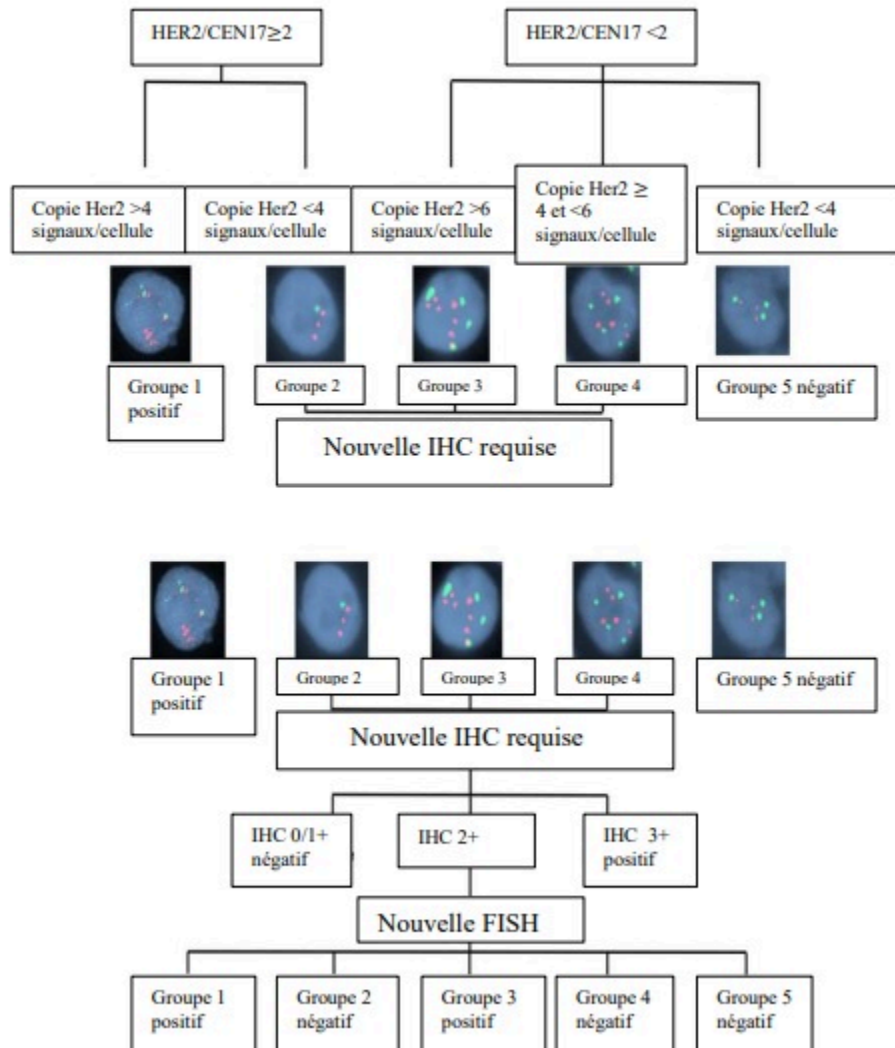 HER2/CEN17≥2
HER2/CEN17 <2
Copie Her2 >4
signaux/cellule
Copie Her2 <4
signaux/cellule
Copie Her2 >6
signaux/cellule
Copie Her2 ≥
4 et <6
signaux/cellule
Copie Her2 <4
signaux/cellule
Groupe 1
positif
Groupe 2
Groupe 3
Groupe 4
Groupe 5 négatif
Nouvelle IHC requise
Groupe 1
positif
Groupe 2
Groupe 3
Groupe 4
Groupe 5 négatif
Nouvelle IHC requise
IHC 0/1+
négatif
IHC 2+
IHC 3+
positif
Nouvelle FISH
Groupe 1
positif
Groupe 2
négatif
Groupe 3
positif
Groupe 4
négatif
Groupe 5
négatif